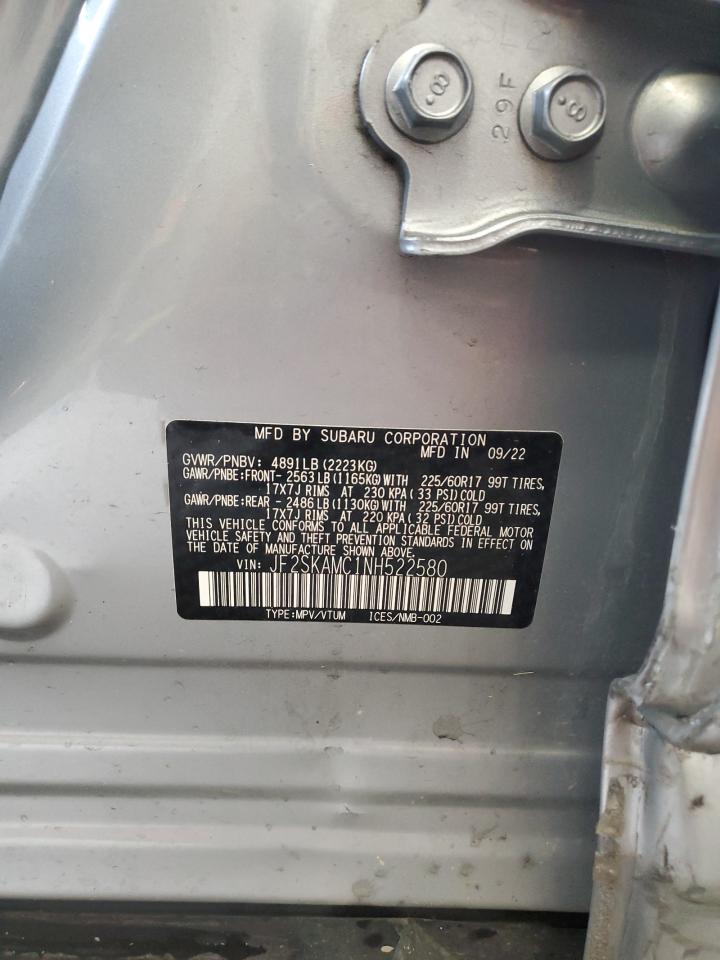 SL2
29F
8
8
MFD BY SUBARU CORPORATION
MFD IN 09/22
GVWR/PNBV: 4891LB (2223KG)
GAWR/PNBE:FRONT- 2563 LB (1165KG) WITH 225/60R17 99T TIRES,
17X7J RIMS AT 230 KPA ( 33 PSI) COLD
GAWR/PNBE:REAR - 2486 LB (1130KG) WITH 225/60R17 99T TIRES,
17X7J RIMS AT 220 KPA ( 32 PSI) COLD
THIS VEHICLE CONFORMS TO ALL APPLICABLE FEDERAL MOTOR
VEHICLE SAFETY AND THEFT PREVENTION STANDARDS IN EFFECT ON
THE DATE OF MANUFACTURE SHOWN ABOVE.
VIN: JF2SKAMC1NH522580
TYPE:MPV/VTUM ICES/NMB-002